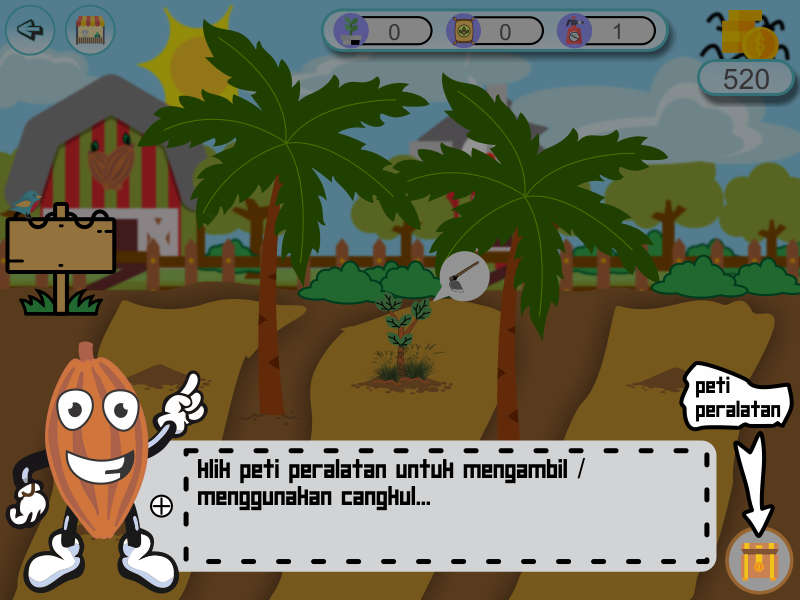 0
0
1
520
peti
peralatan
klik peti peralatan untuk mengambil /
menggunakan cangkul...